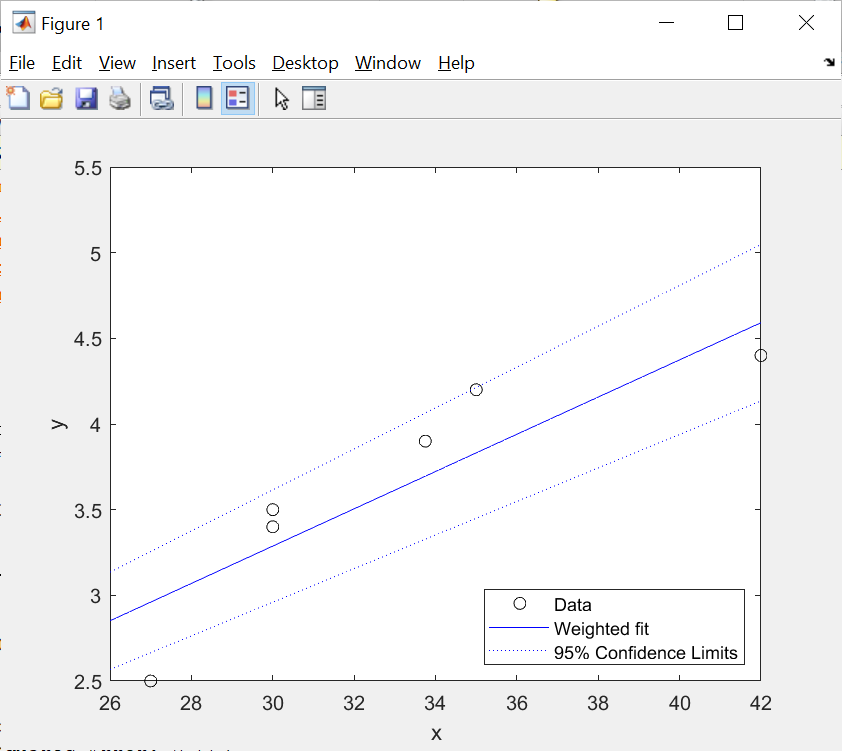 Figure 1
File Edit View Insert Tools Desktop Window Help
5.5
5
4.5
4
3.5
3
2.5
y
26 28 30 32 34 36 38 40 42
x
Data
Weighted fit
95% Confidence Limits